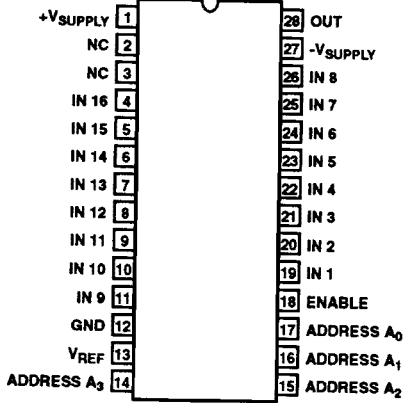 +VSUPPLY 1
NC 2
NC 3
IN 16 4
IN 15 5
IN 14 6
IN 13 7
IN 12 8
IN 11 9
IN 10 10
IN 9 11
GND 12
VREF 13
ADDRESS A3 14
28 OUT
27 -VSUPPLY
26 IN 8
25 IN 7
24 IN 6
23 IN 5
22 IN 4
21 IN 3
20 IN 2
19 IN 1
18 ENABLE
17 ADDRESS A0
16 ADDRESS A1
15 ADDRESS A2